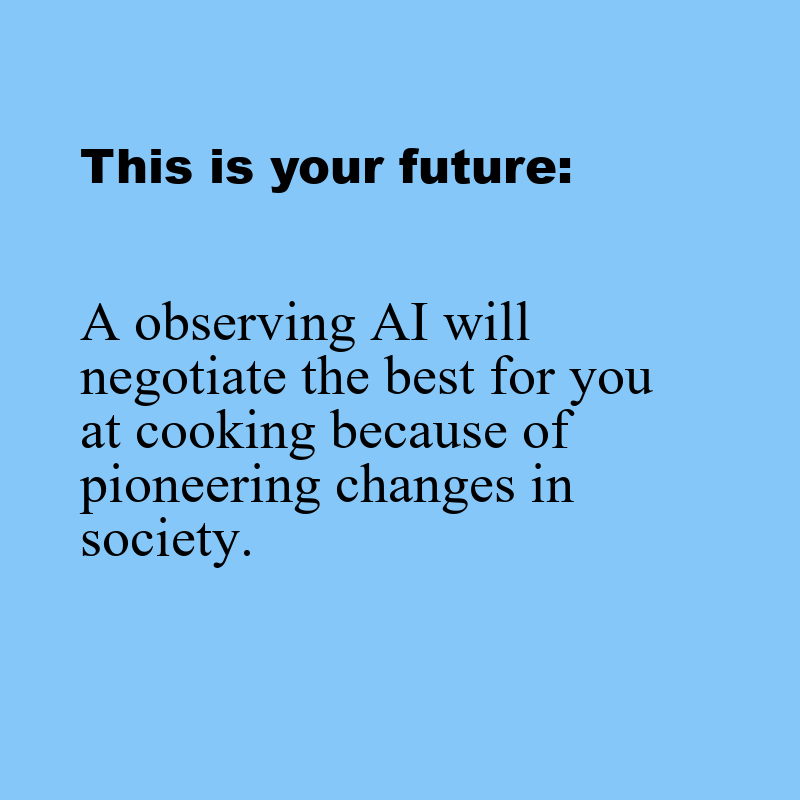 This is your future:
A observing AI will
negotiate the best for you
at cooking because of
pioneering changes in
society.